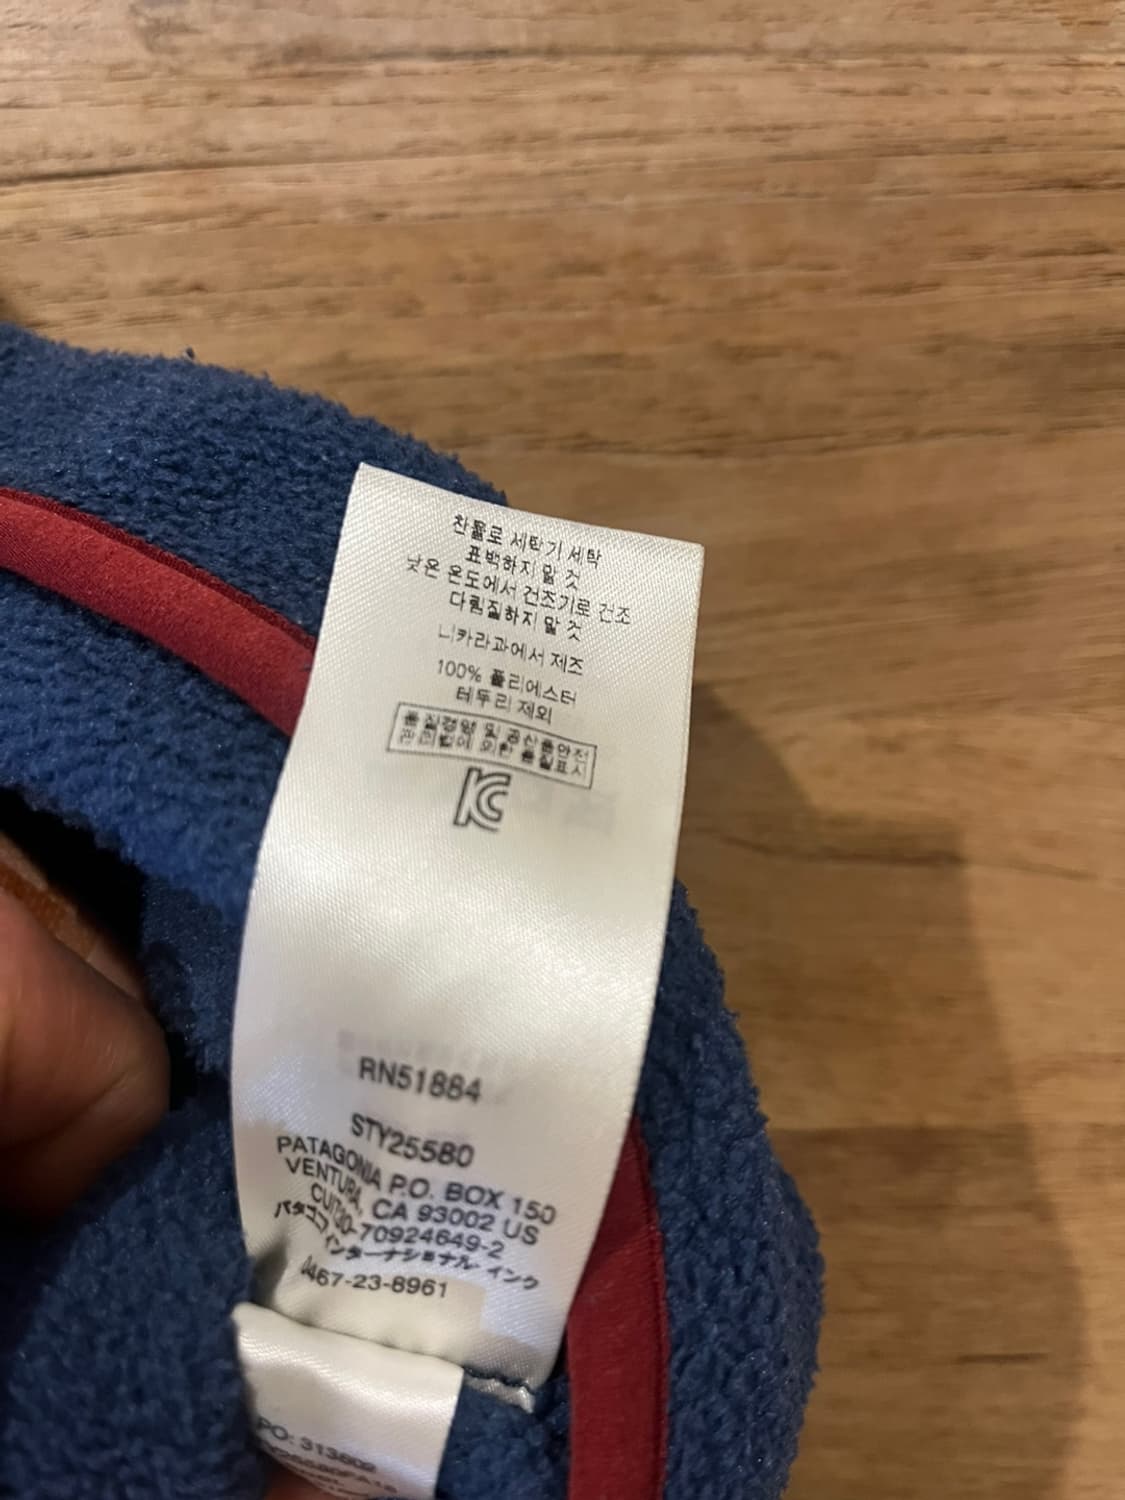 찬물로 세탁기 세탁
표백하지 말 것
낮은 온도에서 건조기로 건조
다림질하지 말 것
니카라과에서 제조
100% 폴리에스터
테두리 제외
품질경영 및 공산품안전
관리법에 의한 품질표시
KC
RN51884
STY25580
PATAGONIA P.O. BOX 150
VENTURA, CA 93002 US
CUIT30-70924649-2
パタゴニア インターナショナル インク
0467-23-8961
PO: 313602